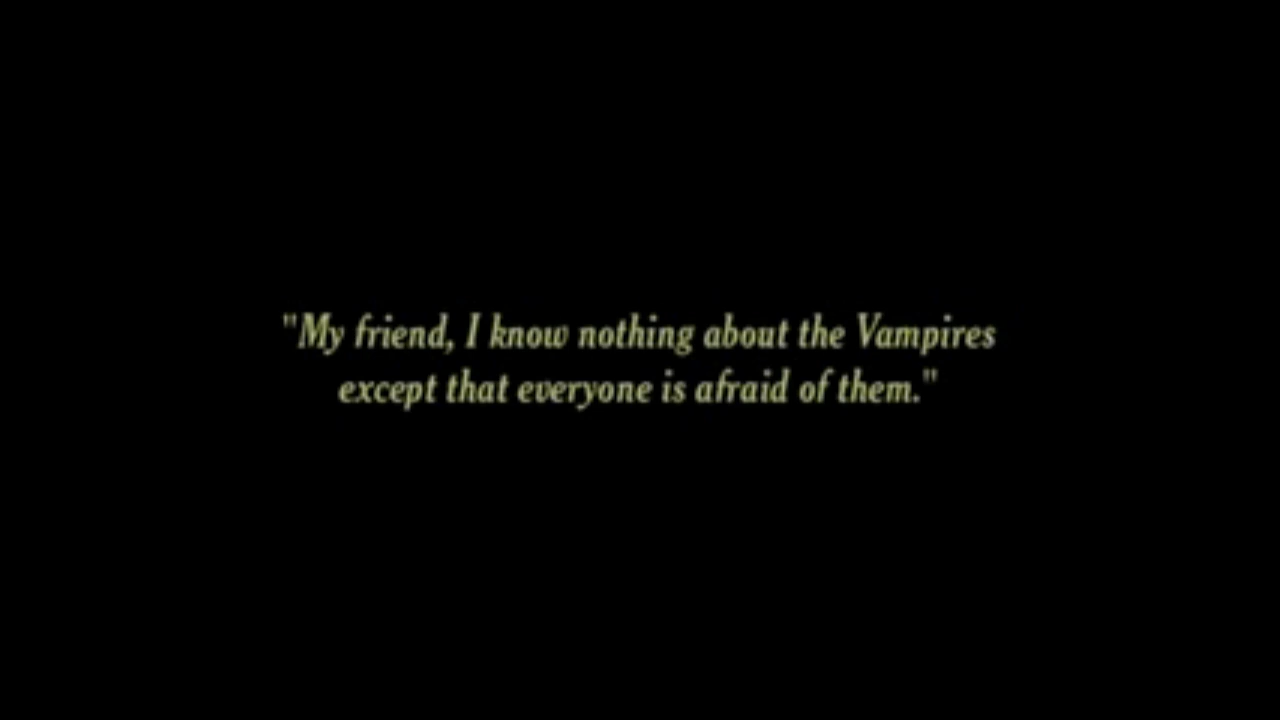 "My friend, I know nothing about the Vampires
except that everyone is afraid of them."